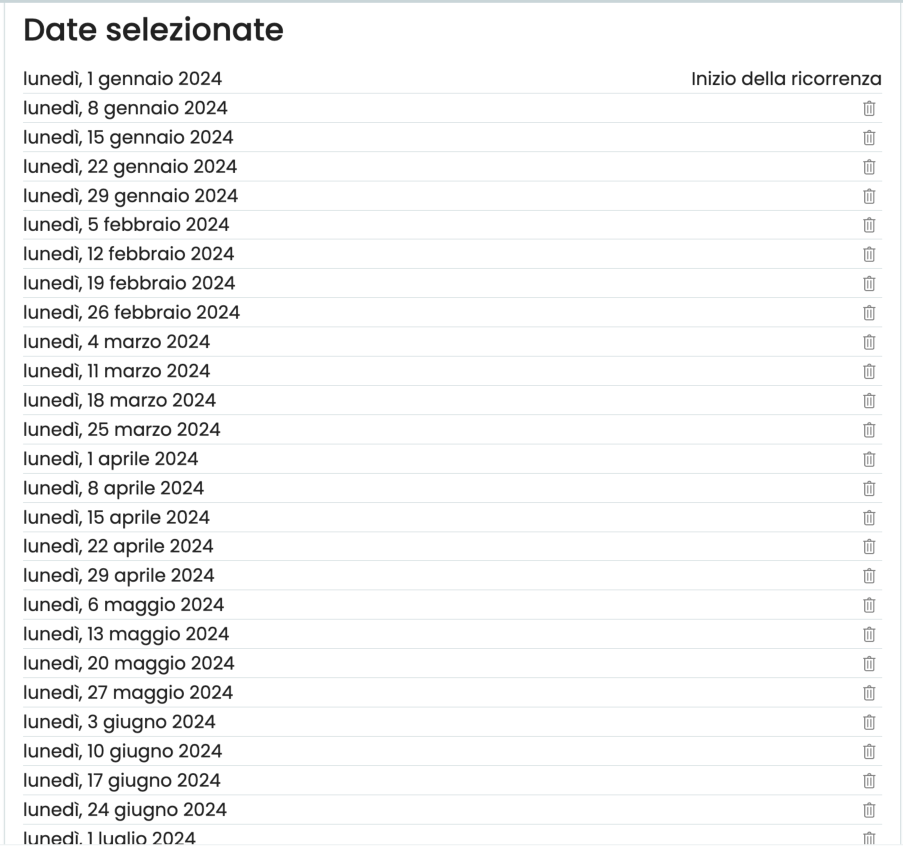 Date selezionate
lunedì, 1 gennaio 2024 Inizio della ricorrenza
lunedì, 8 gennaio 2024
lunedì, 15 gennaio 2024
lunedì, 22 gennaio 2024
lunedì, 29 gennaio 2024
lunedì, 5 febbraio 2024
lunedì, 12 febbraio 2024
lunedì, 19 febbraio 2024
lunedì, 26 febbraio 2024
lunedì, 4 marzo 2024
lunedì, 11 marzo 2024
lunedì, 18 marzo 2024
lunedì, 25 marzo 2024
lunedì, 1 aprile 2024
lunedì, 8 aprile 2024
lunedì, 15 aprile 2024
lunedì, 22 aprile 2024
lunedì, 29 aprile 2024
lunedì, 6 maggio 2024
lunedì, 13 maggio 2024
lunedì, 20 maggio 2024
lunedì, 27 maggio 2024
lunedì, 3 giugno 2024
lunedì, 10 giugno 2024
lunedì, 17 giugno 2024
lunedì, 24 giugno 2024
lunedì, 1 luglio 2024